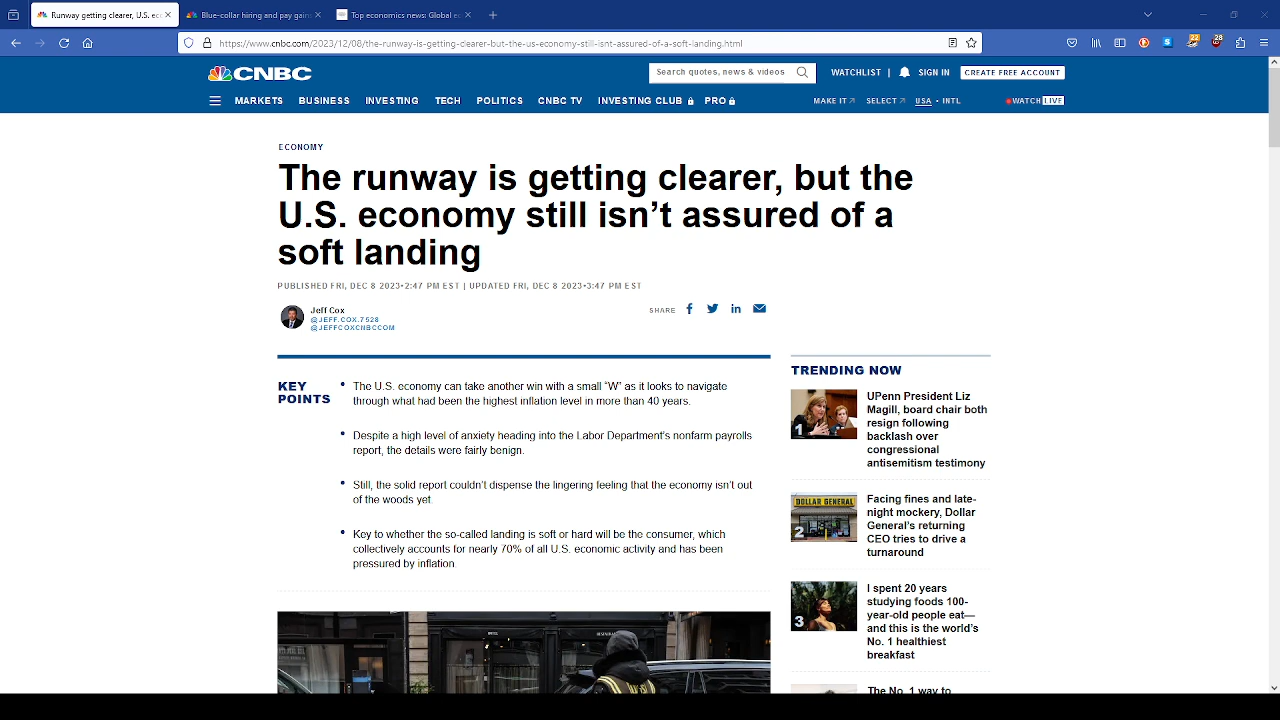 Runway getting clearer, U.S. ec
Blue-collar hiring and pay gain
Top economics news: Global e
https://www.cnbc.com/2023/12/08/the-runway-is-getting-clearer-but-the-us-economy-still-isnt-assured-of-a-soft-landing.html
22
28
CNBC
Search quotes, news & videos
WATCHLIST |
SIGN IN
CREATE FREE ACCOUNT
MARKETS BUSINESS INVESTING TECH POLITICS CNBC TV INVESTING CLUB PRO
MAKE IT SELECT USA • INTL WATCH LIVE
ECONOMY
The runway is getting clearer, but the
U.S. economy still isn’t assured of a
soft landing
PUBLISHED FRI, DEC 8 2023•2:47 PM EST | UPDATED FRI, DEC 8 2023•3:47 PM EST
Jeff Cox
@JEFF.COX.7528
@JEFFCOXCNBCCOM
SHARE
KEY
POINTS
The U.S. economy can take another win with a small “W” as it looks to navigate
through what had been the highest inflation level in more than 40 years.
Despite a high level of anxiety heading into the Labor Department’s nonfarm payrolls
report, the details were fairly benign.
Still, the solid report couldn’t dispense the lingering feeling that the economy isn’t out
of the woods yet.
Key to whether the so-called landing is soft or hard will be the consumer, which
collectively accounts for nearly 70% of all U.S. economic activity and has been
pressured by inflation.
TRENDING NOW
1
UPenn President Liz
Magill, board chair both
resign following
backlash over
congressional
antisemitism testimony
DOLLAR GENERAL
2
Facing fines and late-
night mockery, Dollar
General’s returning
CEO tries to drive a
turnaround
3
I spent 20 years
studying foods 100-
year-old people eat—
and this is the world’s
No. 1 healthiest
breakfast
The No. 1 way to